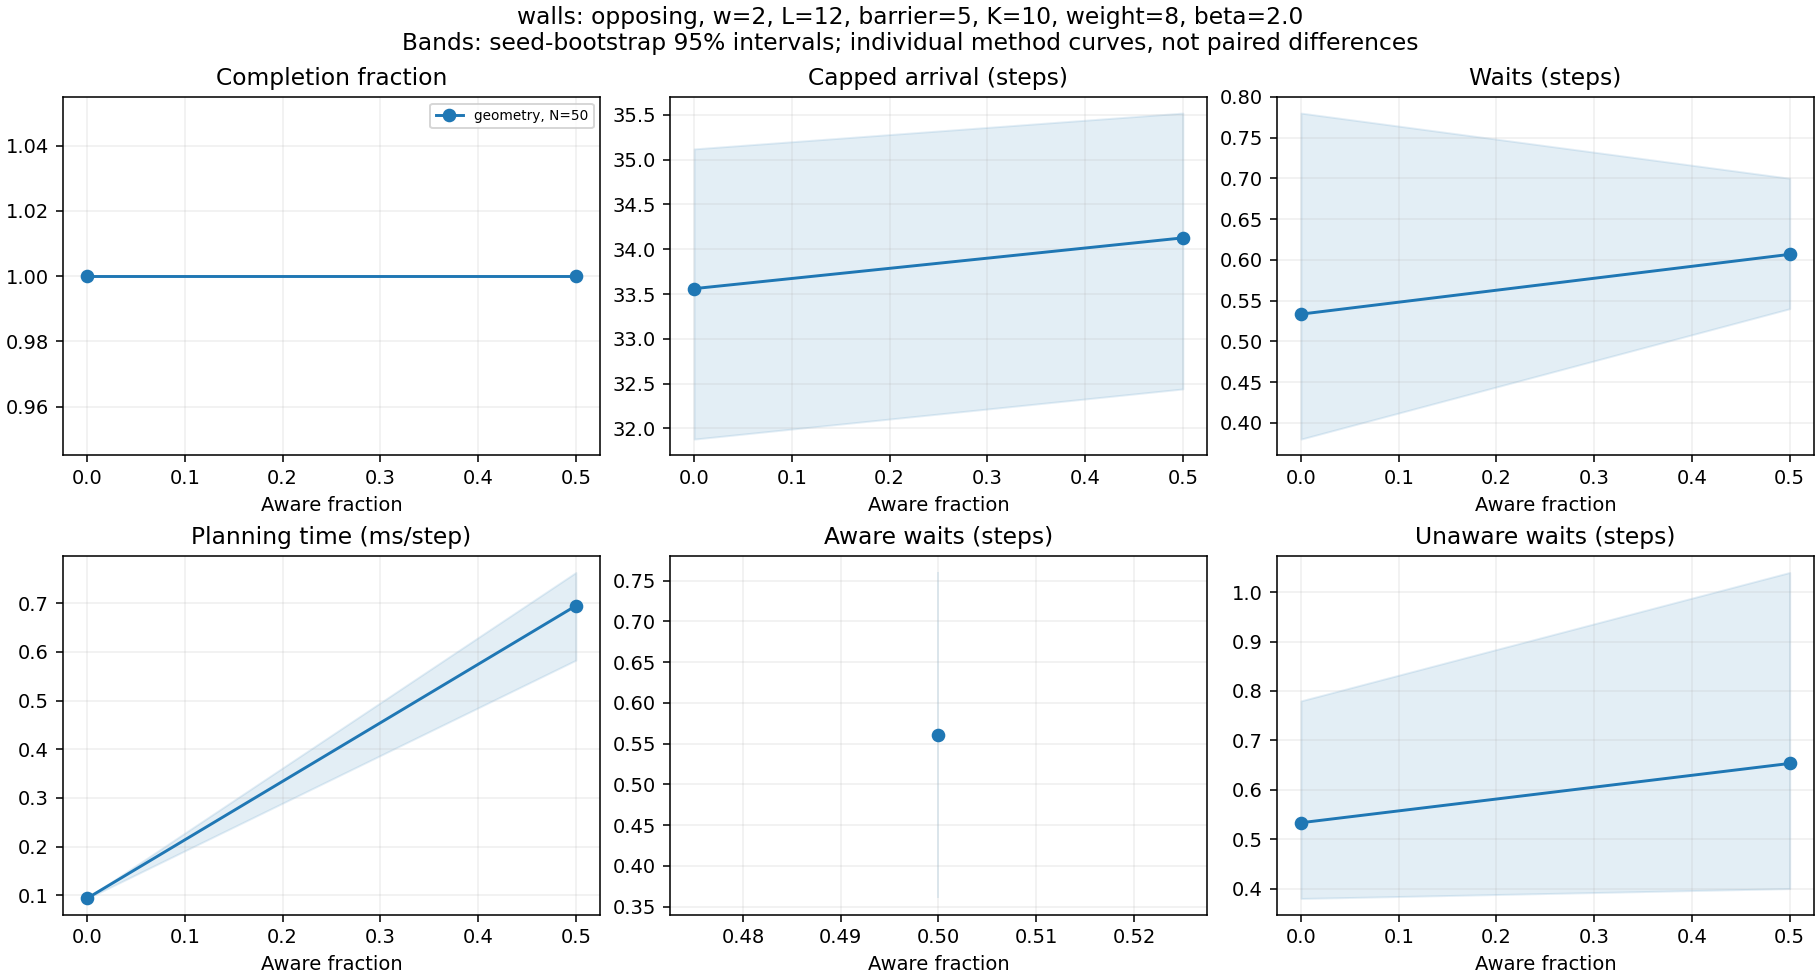 walls: opposing, w=2, L=12, barrier=5, K=10, weight=8, beta=2.0
Bands: seed-bootstrap 95% intervals; individual method curves, not paired differences
Completion fraction
geometry, N=50
1.04
1.02
1.00
0.98
0.96
0.0 0.1 0.2 0.3 0.4 0.5
Aware fraction
Capped arrival (steps)
35.5
35.0
34.5
34.0
33.5
33.0
32.5
32.0
0.0 0.1 0.2 0.3 0.4 0.5
Aware fraction
Waits (steps)
0.80
0.75
0.70
0.65
0.60
0.55
0.50
0.45
0.40
0.0 0.1 0.2 0.3 0.4 0.5
Aware fraction
Planning time (ms/step)
0.7
0.6
0.5
0.4
0.3
0.2
0.1
0.0 0.1 0.2 0.3 0.4 0.5
Aware fraction
Aware waits (steps)
0.75
0.70
0.65
0.60
0.55
0.50
0.45
0.40
0.35
0.48 0.49 0.50 0.51 0.52
Aware fraction
Unaware waits (steps)
1.0
0.9
0.8
0.7
0.6
0.5
0.4
0.0 0.1 0.2 0.3 0.4 0.5
Aware fraction